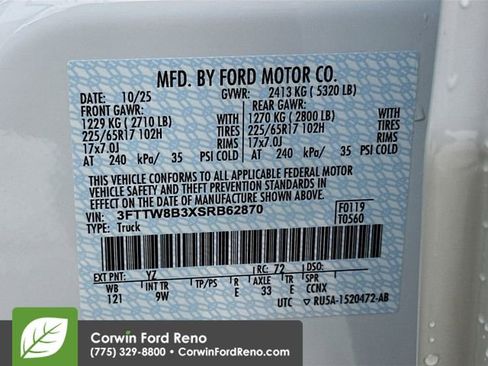 MFD. BY FORD MOTOR CO.
DATE: 10/25 GVWR: 2413 KG ( 5320 LB)
FRONT GAWR: REAR GAWR:
1229 KG ( 2710 LB) WITH 1270 KG ( 2800 LB) WITH
225/65R17 102H TIRES 225/65R17 102H TIRES
17x7.0J RIMS 17x7.0J RIMS
AT 240 kPa/ 35 PSI COLD AT 240 kPa/ 35 PSI COLD
THIS VEHICLE CONFORMS TO ALL APPLICABLE FEDERAL MOTOR
VEHICLE SAFETY AND THEFT PREVENTION STANDARDS IN
EFFECT ON THE DATE OF MANUFACTURE SHOWN ABOVE.
VIN: 3FTTW8B3XSRB62870 F0119
TYPE: Truck T0560
EXT PNT: YZ RC: 72 DSO:
WB INT TR TP/PS R AXLE TR SPR
121 9W E 33 E CCNX
UTC RU5A-1520472-AB
Corwin Ford Reno
(775) 329-8800 • CorwinFordReno.com